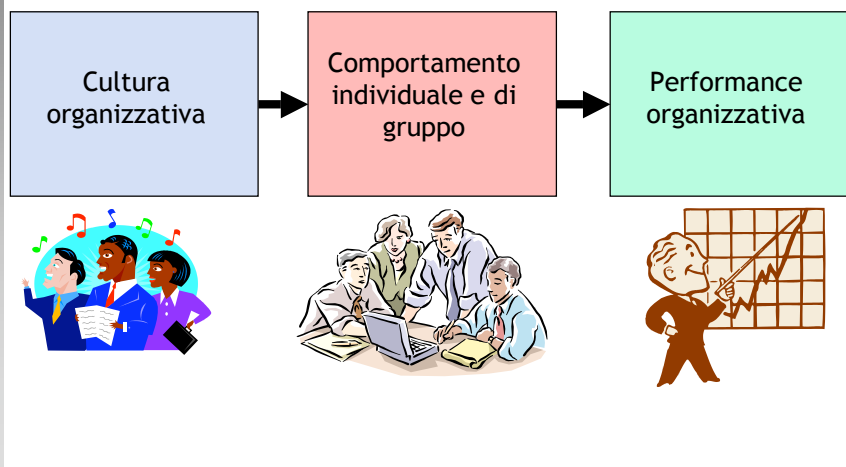 Cultura
organizzativa
Comportamento
individuale e di
gruppo
Performance
organizzativa